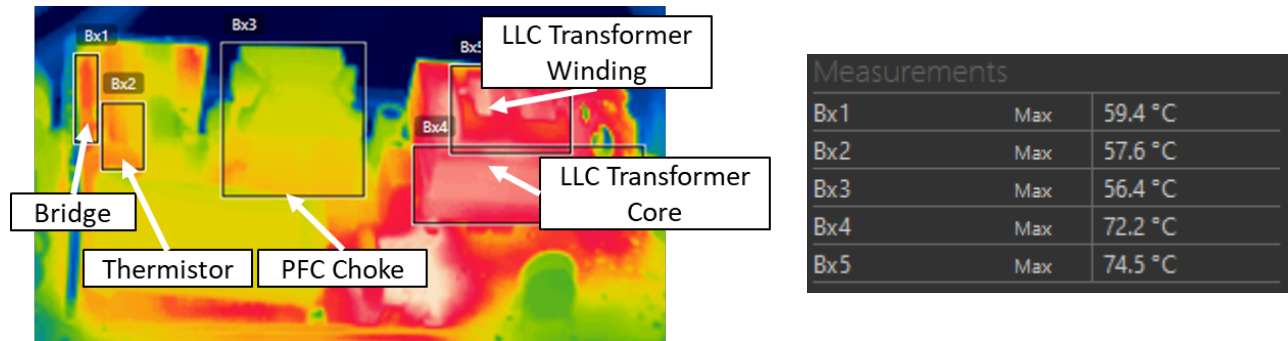 Bx1
Bx2
Bx3
Bx5
Bx4
LLC Transformer
Winding
LLC Transformer
Core
Bridge
Thermistor
PFC Choke
Measurements
Bx1 Max 59.4 °C
Bx2 Max 57.6 °C
Bx3 Max 56.4 °C
Bx4 Max 72.2 °C
Bx5 Max 74.5 °C